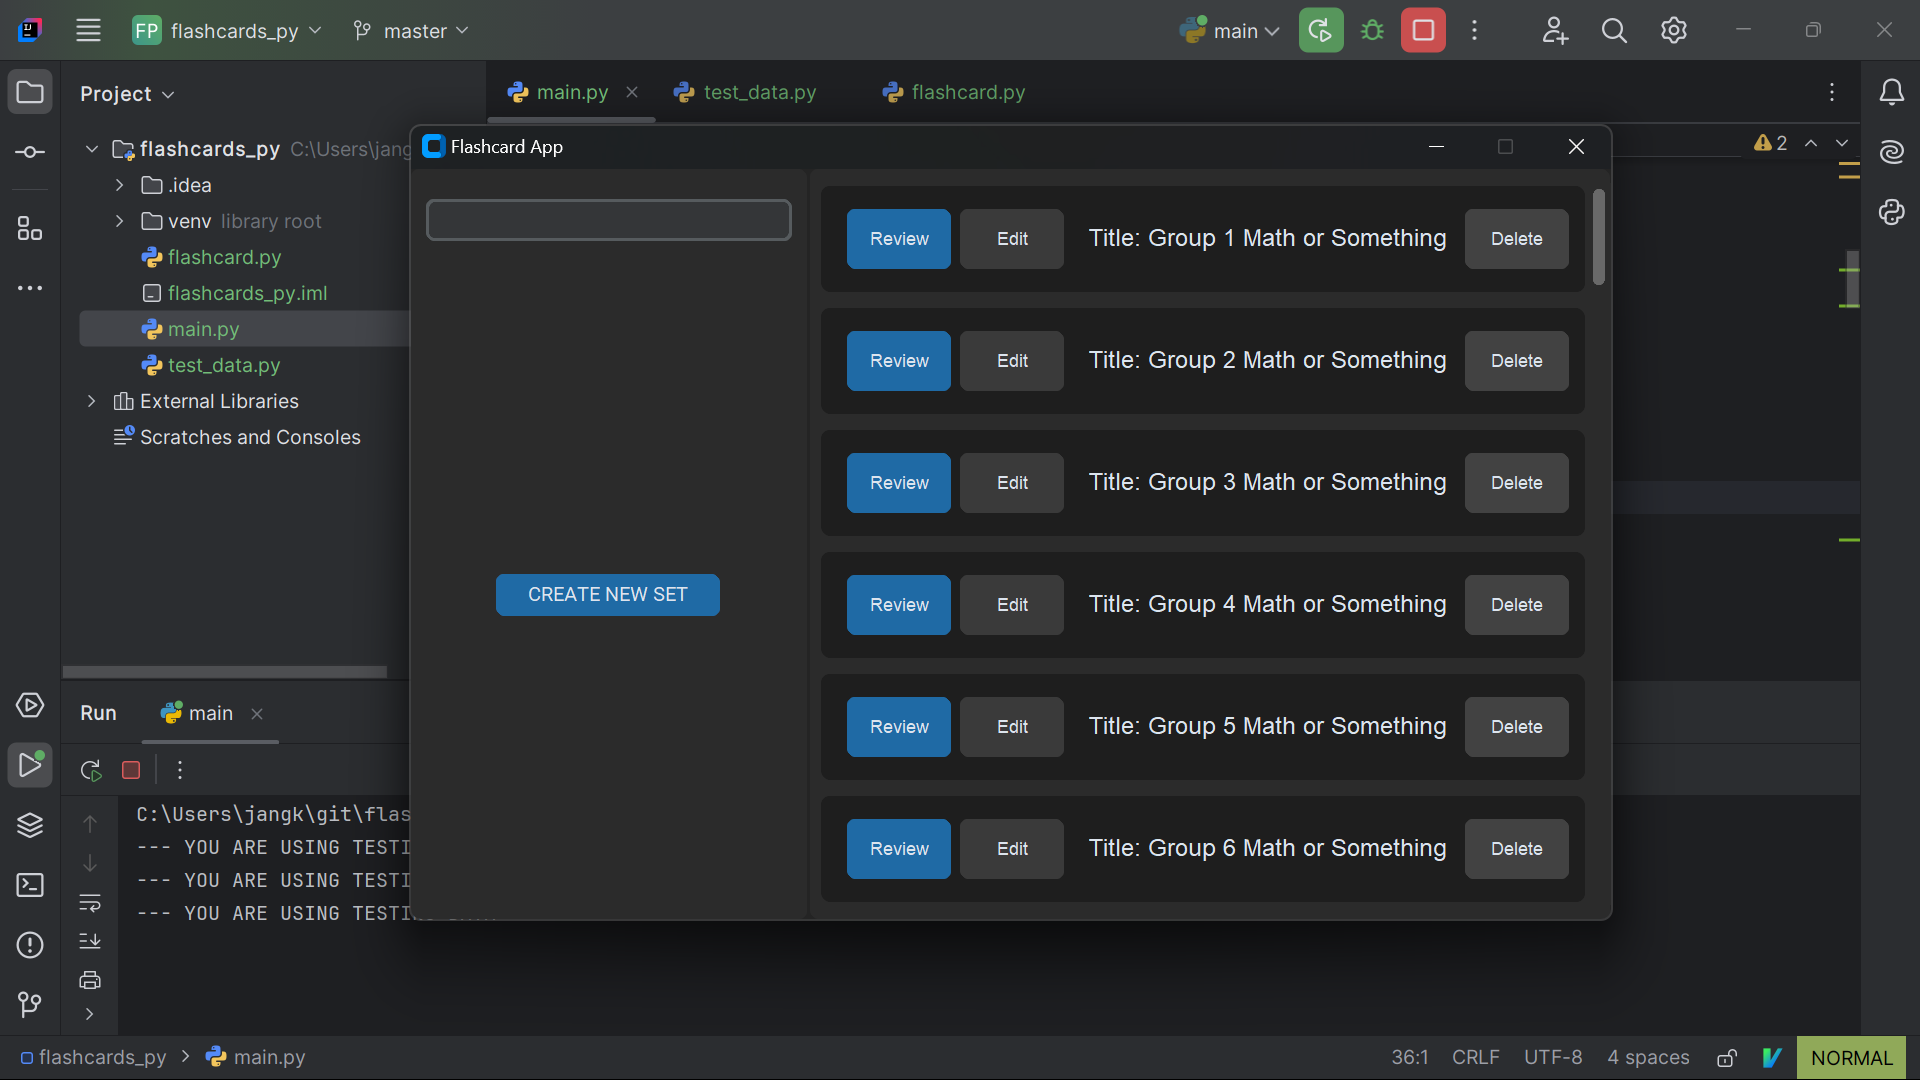 FP flashcards_py master main
Project
main.py test_data.py flashcard.py
flashcards_py C:\Users\jang
.idea
venv library root
flashcard.py
flashcards_py.iml
main.py
test_data.py
External Libraries
Scratches and Consoles
2
Flashcard App
CREATE NEW SET
Review Edit Title: Group 1 Math or Something Delete
Review Edit Title: Group 2 Math or Something Delete
Review Edit Title: Group 3 Math or Something Delete
Review Edit Title: Group 4 Math or Something Delete
Review Edit Title: Group 5 Math or Something Delete
Review Edit Title: Group 6 Math or Something Delete
Run main
C:\Users\jangk\git\flas
--- YOU ARE USING TESTI
--- YOU ARE USING TESTI
--- YOU ARE USING TESTI
flashcards_py > main.py
36:1 CRLF UTF-8 4 spaces NORMAL